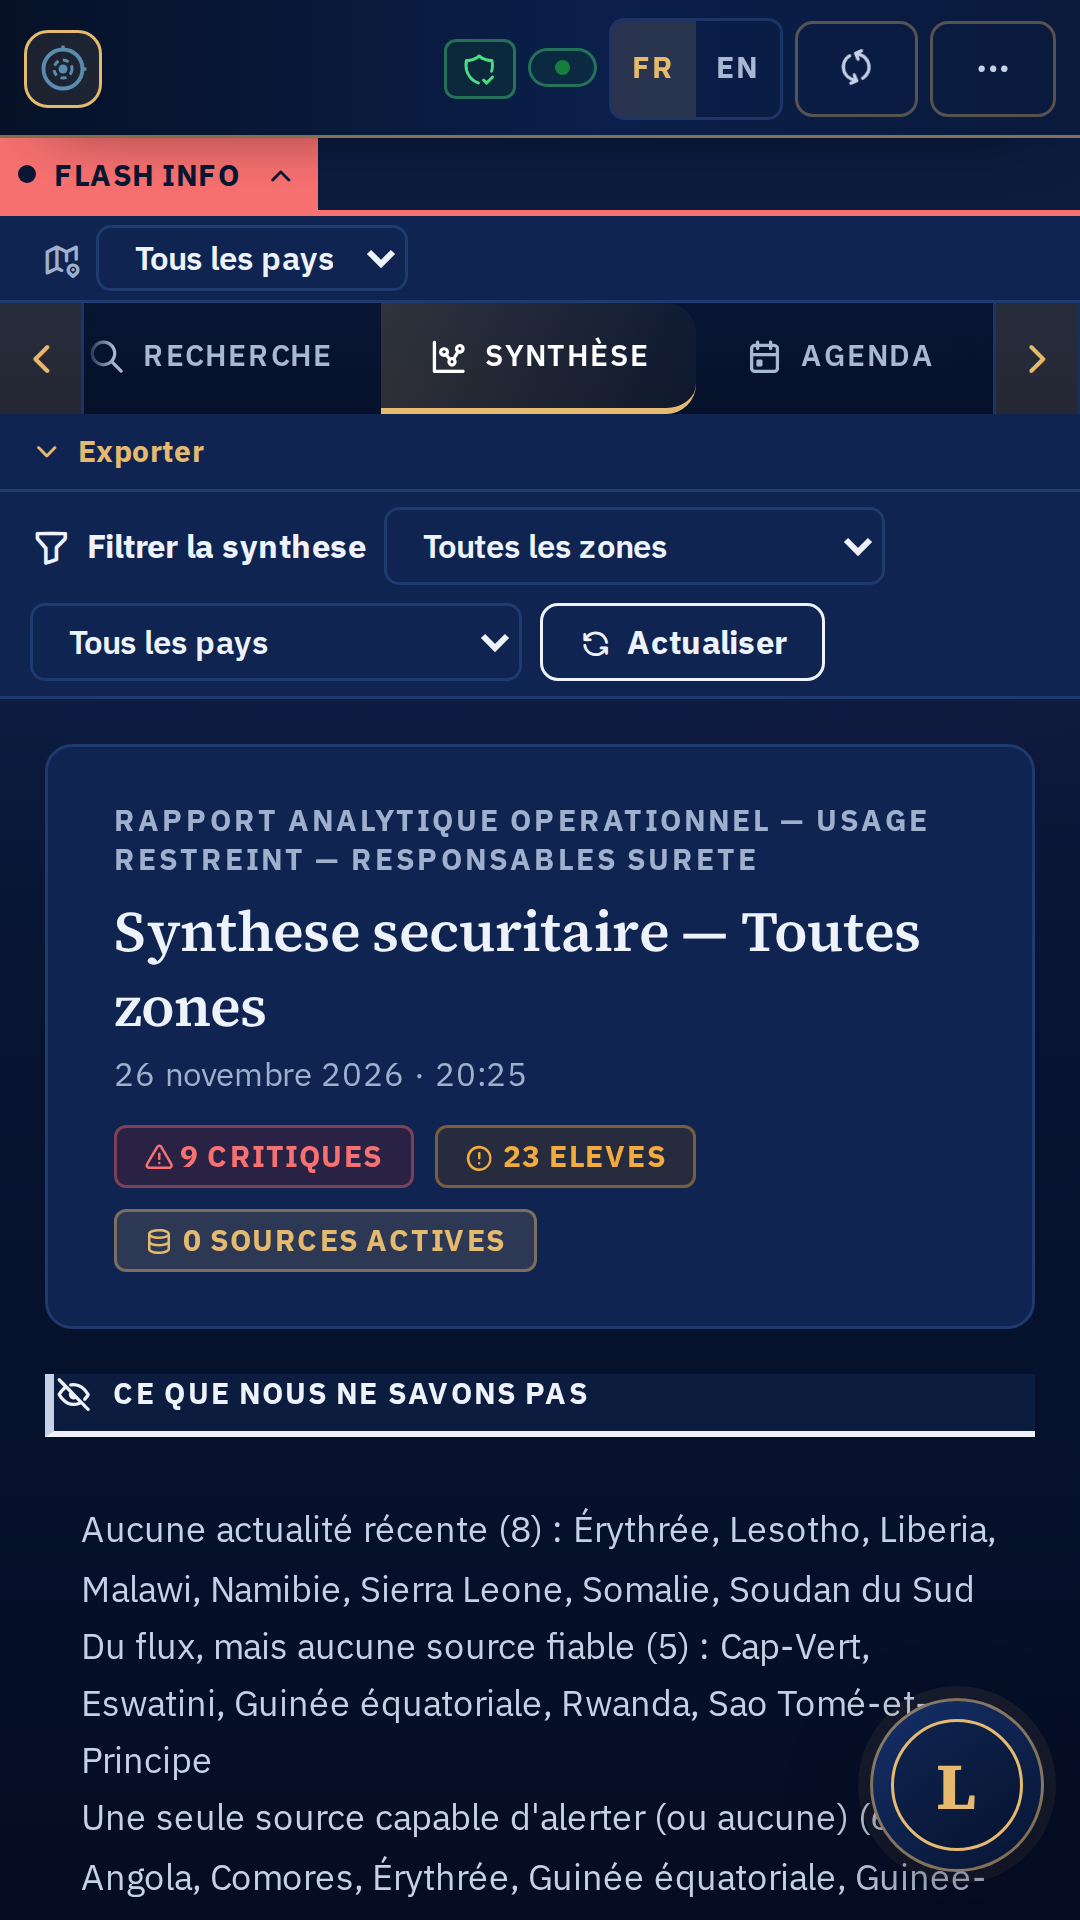 FR EN ...
FLASH INFO
Tous les pays
RECHERCHE SYNTHÈSE AGENDA
Exporter
Filtrer la synthese Toutes les zones
Tous les pays Actualiser
RAPPORT ANALYTIQUE OPERATIONNEL — USAGE
RESTREINT — RESPONSABLES SURETE
Synthese securitaire — Toutes
zones
26 novembre 2026 · 20:25
9 CRITIQUES 23 ELEVES
0 SOURCES ACTIVES
CE QUE NOUS NE SAVONS PAS
Aucune actualité récente (8) : Érythrée, Lesotho, Liberia,
Malawi, Namibie, Sierra Leone, Somalie, Soudan du Sud
Du flux, mais aucune source fiable (5) : Cap-Vert,
Eswatini, Guinée équatoriale, Rwanda, Sao Tomé-et-
Principe
Une seule source capable d'alerter (ou aucune)
Angola, Comores, Érythrée, Guinée équatoriale, Guinée-
L